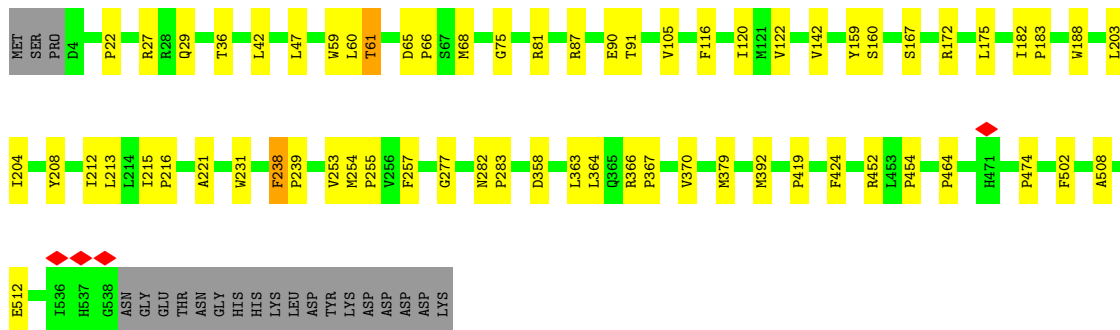 MET SER PRO D4 P22 R27 R28 Q29 T36 L42 L47 W59 L60 T61 D65 P66 S67 M68 G75 R81 R87 E90 T91 V105 F116 I120 M121 V122 V142 Y159 S160 S167 R172 L175 I182 P183 W188 L203
I204 Y208 I212 L213 L214 I215 P216 A221 W231 F238 P239 V253 M254 P255 V256 F257 G277 N282 P283 D358 L363 L364 Q365 R366 P367 V370 M379 M392 P419 F424 R452 L453 P454 P464 H471 P474 F502 A508
E512 I536 H537 G538 ASN GLY GLU THR ASN GLY HIS HIS LYS LEU ASP TYR LYS ASP ASP ASP ASP LYS